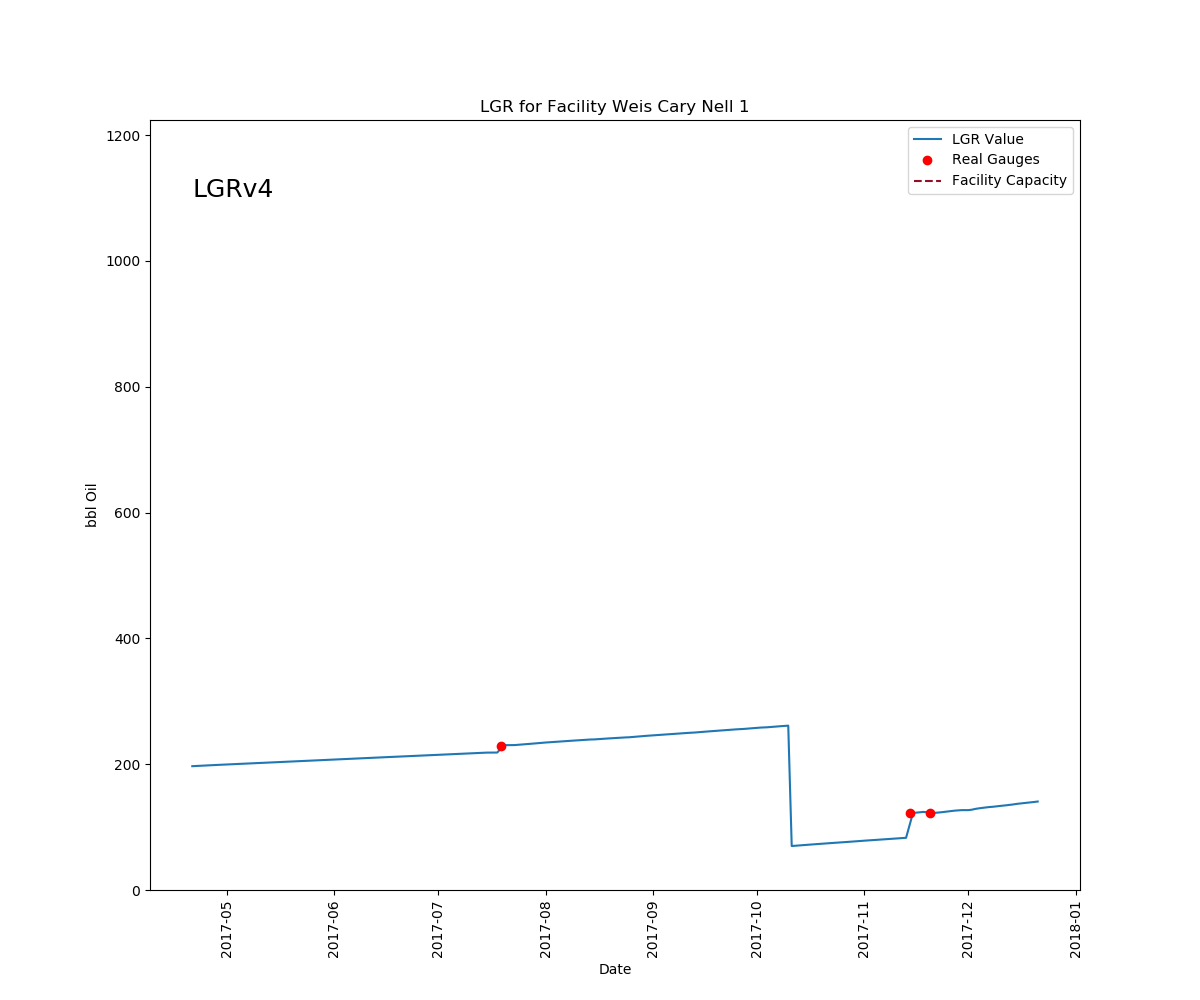 LGR for Facility Weis Cary Nell 1
LGRv4
LGR Value
Real Gauges
Facility Capacity
1200
1000
800
600
400
200
0
bbl Oil
2017-05
2017-06
2017-07
2017-08
2017-09
2017-10
2017-11
2017-12
2018-01
Date